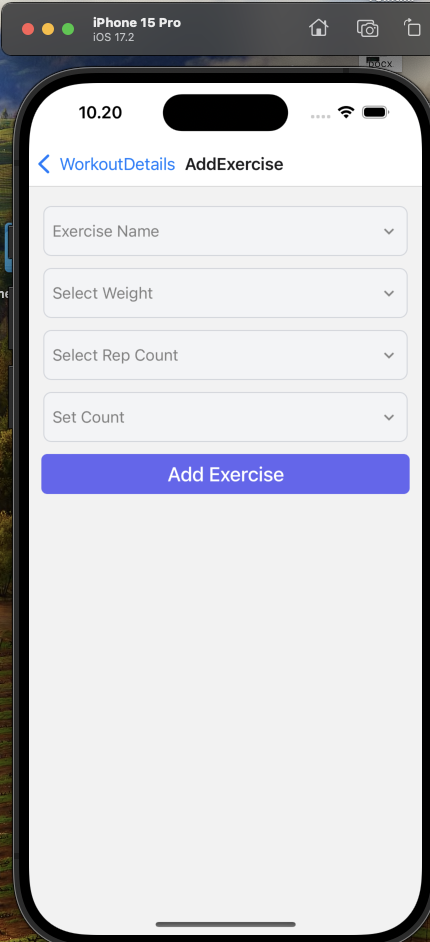 iPhone 15 Pro
iOS 17.2
DOCX
10.20
WorkoutDetails AddExercise
Exercise Name
Select Weight
Select Rep Count
Set Count
Add Exercise